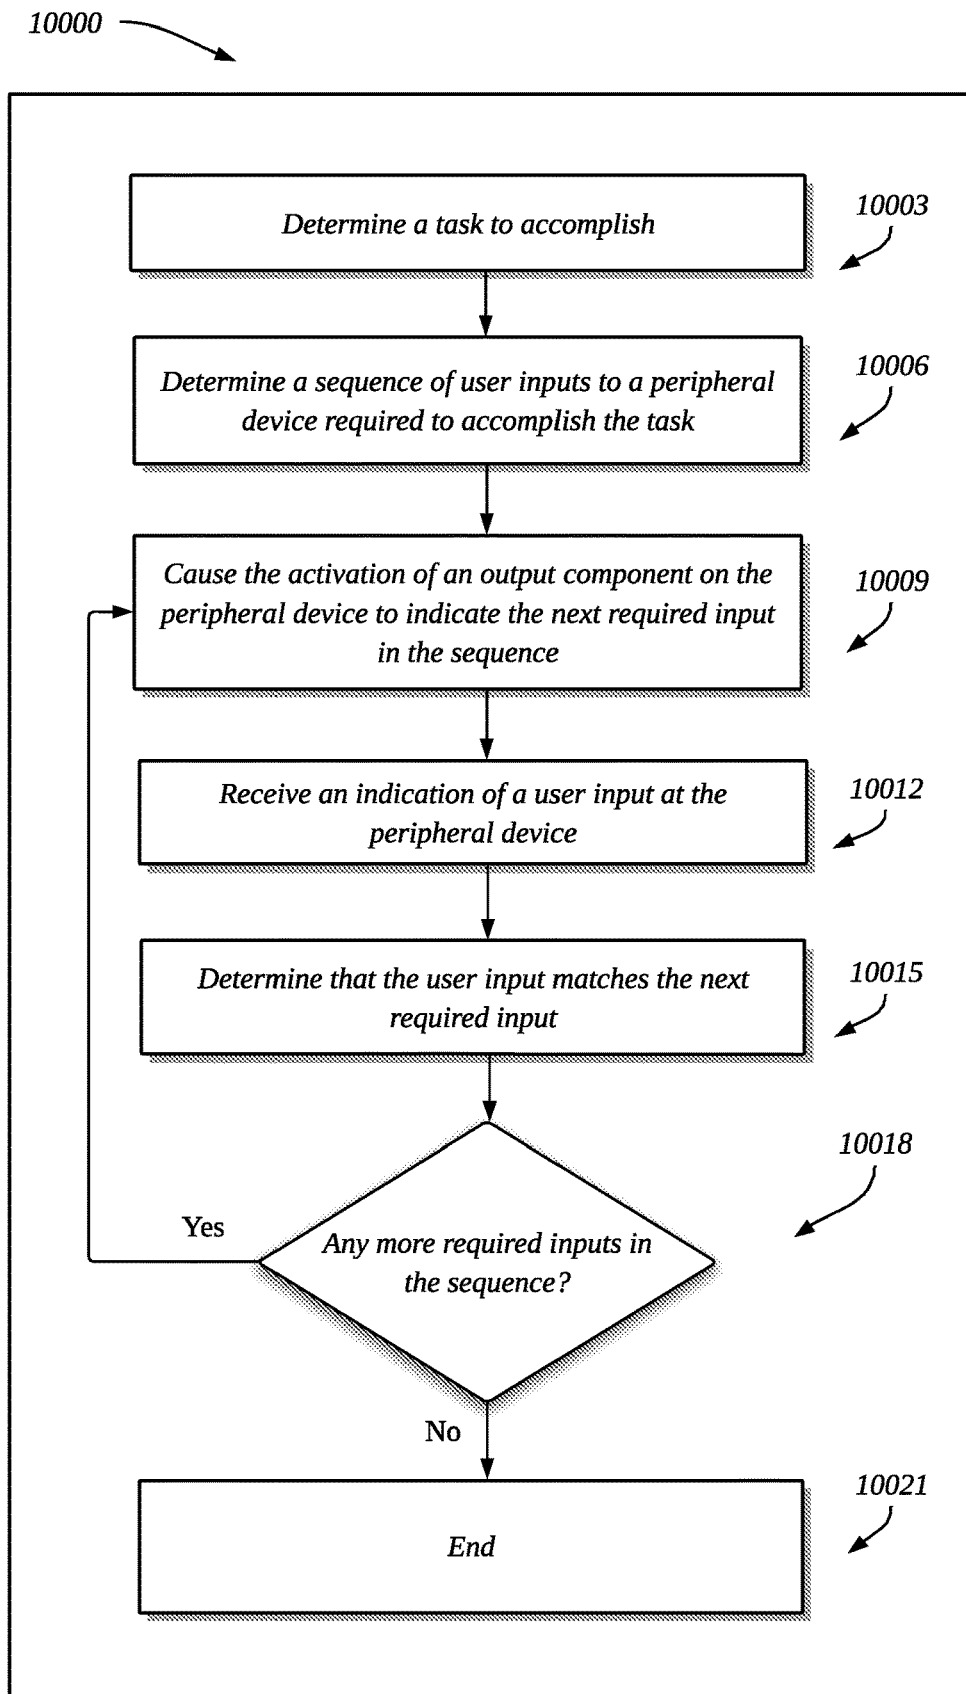 10000
Determine a task to accomplish
10003
Determine a sequence of user inputs to a peripheral
device required to accomplish the task
10006
Cause the activation of an output component on the
peripheral device to indicate the next required input
in the sequence
10009
Receive an indication of a user input at the
peripheral device
10012
Determine that the user input matches the next
required input
10015
Any more required inputs in
the sequence?
10018
Yes
No
End
10021